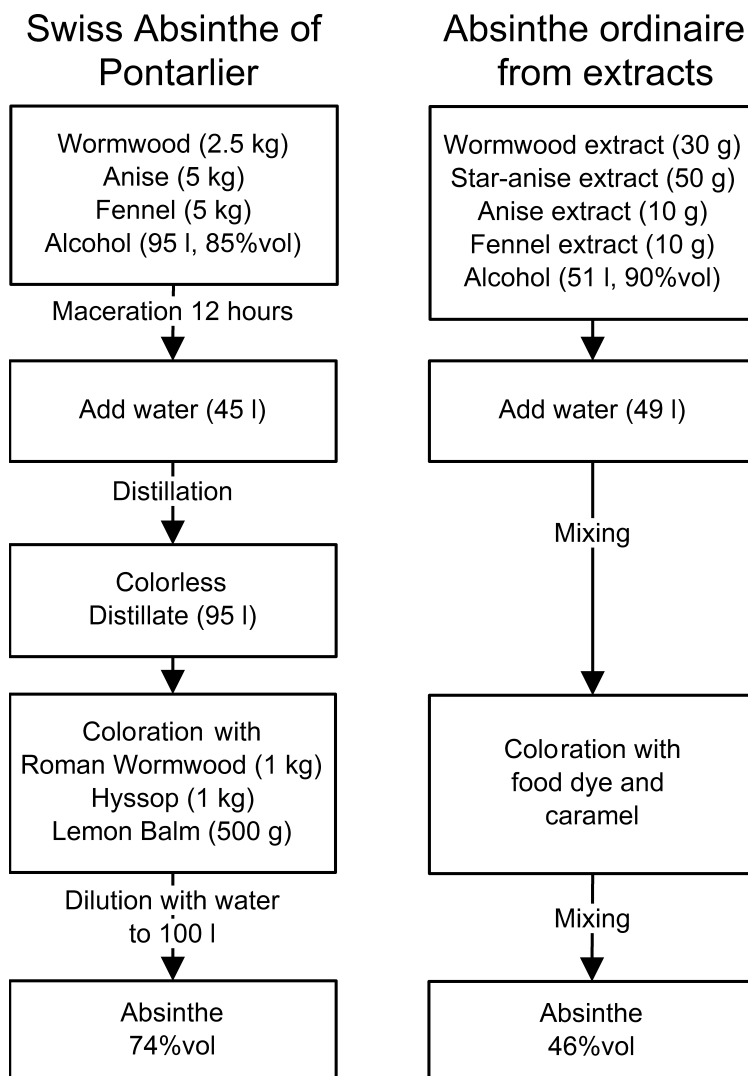 Swiss Absinthe of
Pontarlier
Wormwood (2.5 kg)
Anise (5 kg)
Fennel (5 kg)
Alcohol (95 l, 85%vol)
Maceration 12 hours
Add water (45 l)
Distillation
Colorless
Distillate (95 l)
Coloration with
Roman Wormwood (1 kg)
Hyssop (1 kg)
Lemon Balm (500 g)
Dilution with water
to 100 l
Absinthe
74%vol
Absinthe ordinaire
from extracts
Wormwood extract (30 g)
Star-anise extract (50 g)
Anise extract (10 g)
Fennel extract (10 g)
Alcohol (51 l, 90%vol)
Add water (49 l)
Mixing
Coloration with
food dye and
caramel
Mixing
Absinthe
46%vol